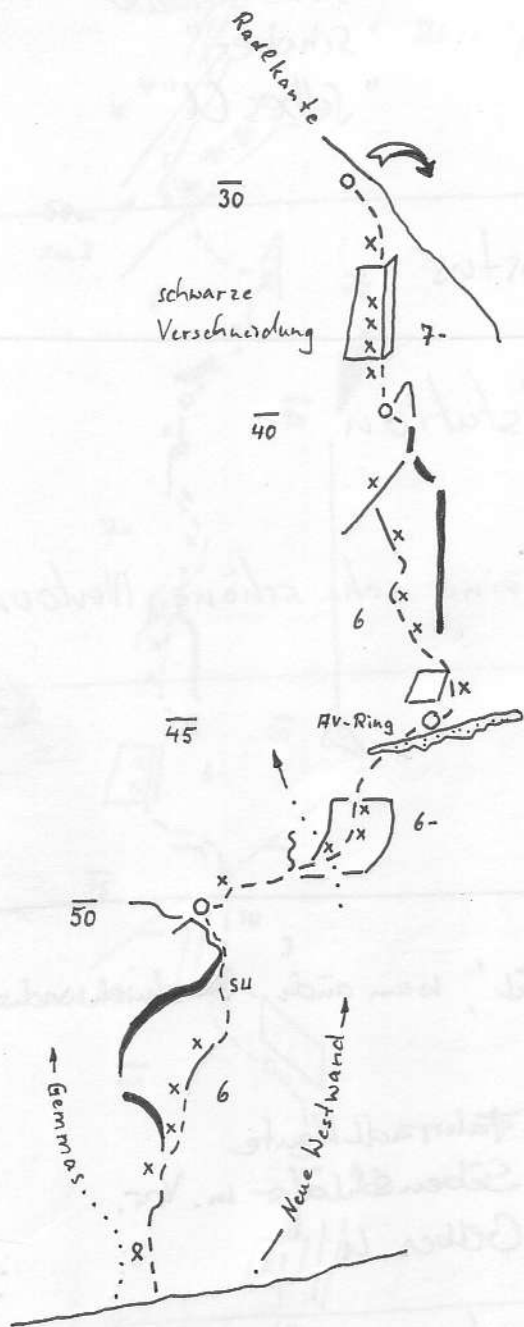 Radlkante
30
schwarze
Verschneidung
7-
40
6
AV-Ring
45
6-
50
SU
6
Gemmas
Neue Westwand